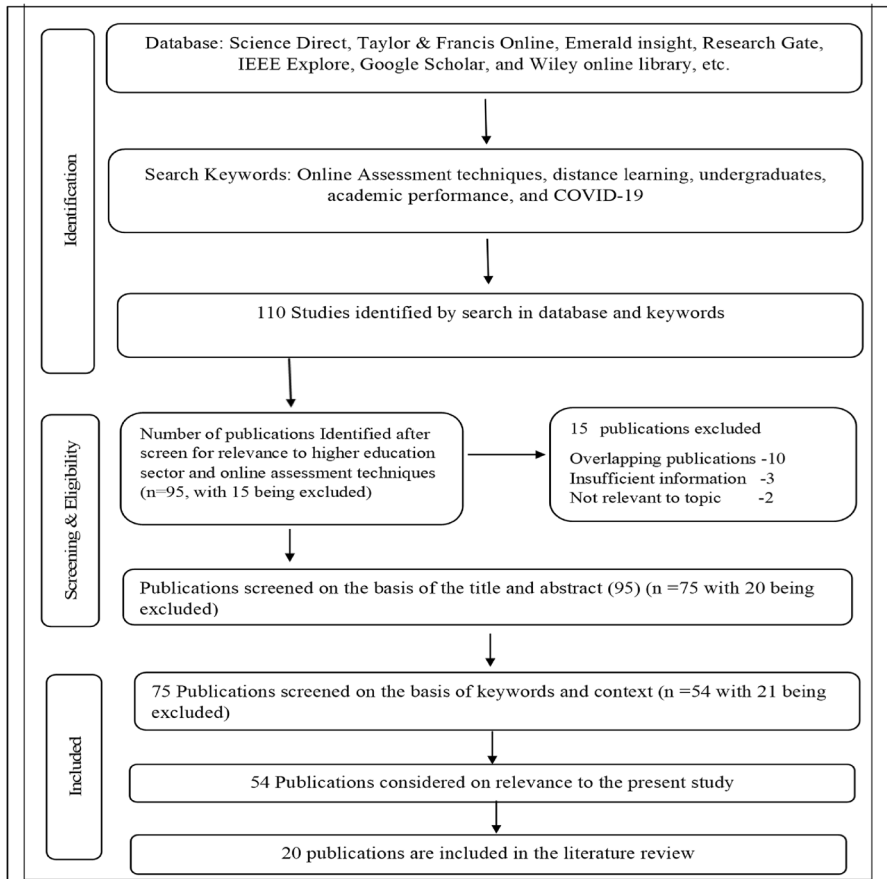 Identification
Database: Science Direct, Taylor & Francis Online, Emerald insight, Research Gate,
IEEE Explore, Google Scholar, and Wiley online library, etc.
Search Keywords: Online Assessment techniques, distance learning, undergraduates,
academic performance, and COVID-19
110 Studies identified by search in database and keywords
Screening & Eligibility
Number of publications Identified after
screen for relevance to higher education
sector and online assessment techniques
(n=95, with 15 being excluded)
15 publications excluded
Overlapping publications -10
Insufficient information -3
Not relevant to topic -2
Publications screened on the basis of the title and abstract (95) (n =75 with 20 being
excluded)
Included
75 Publications screened on the basis of keywords and context (n =54 with 21 being
excluded)
54 Publications considered on relevance to the present study
20 publications are included in the literature review